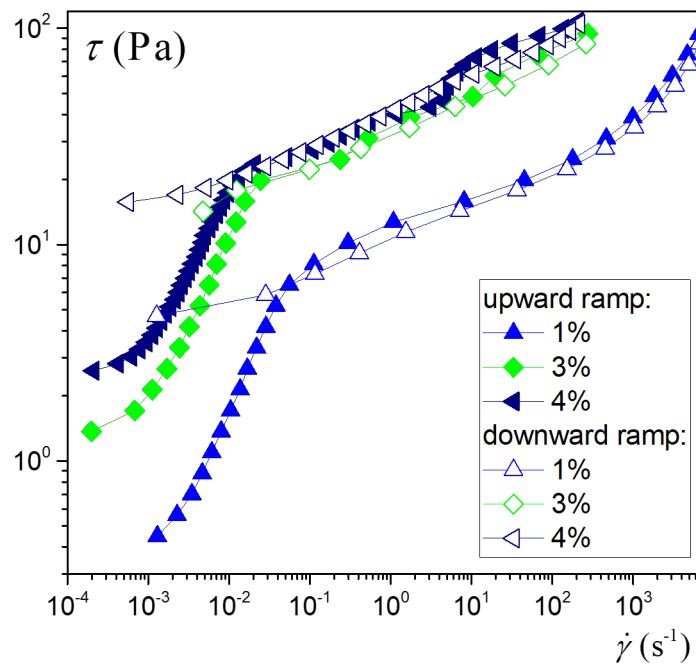 τ (Pa)
10²
10¹
10⁰
upward ramp:
1%
3%
4%
downward ramp:
1%
3%
4%
10⁻⁴ 10⁻³ 10⁻² 10⁻¹ 10⁰ 10¹ 10² 10³
γ̇ (s⁻¹)